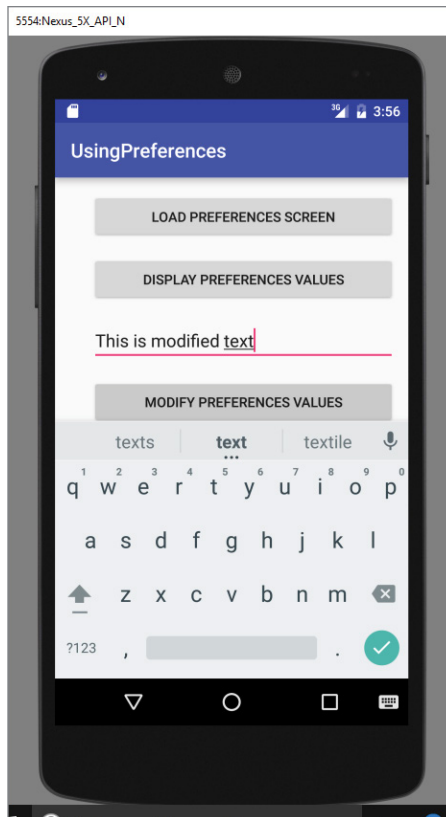 5554:Nexus_5X_API_N
3G 3:56
UsingPreferences
LOAD PREFERENCES SCREEN
DISPLAY PREFERENCES VALUES
This is modified text
MODIFY PREFERENCES VALUES
texts text textile
1 2 3 4 5 6 7 8 9 0
q w e r t y u i o p
a s d f g h j k l
z x c v b n m
?123 , .